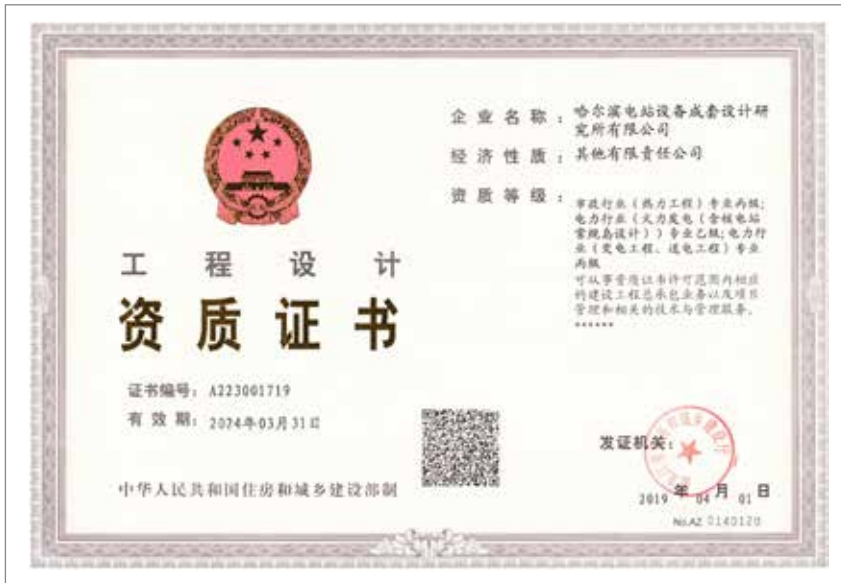 工程设计
资质证书
证书编号：A223001719
有效期：2024年03月31日
中华人民共和国住房和城乡建设部制
企业名称：哈尔滨电站设备成套设计研
究所有限公司
经济性质：其他有限责任公司
资质等级：
市政行业（热力工程）专业丙级;
电力行业（火力发电（含核电站
常规岛设计））专业乙级;电力行
业（变电工程、送电工程）专业
丙级
可从事资质证书许可范围内相应
的建设工程总承包业务以及项目
管理和相关的技术与管理服务。
******
发证机关：
2019年04月01日
No.AZ 0140120